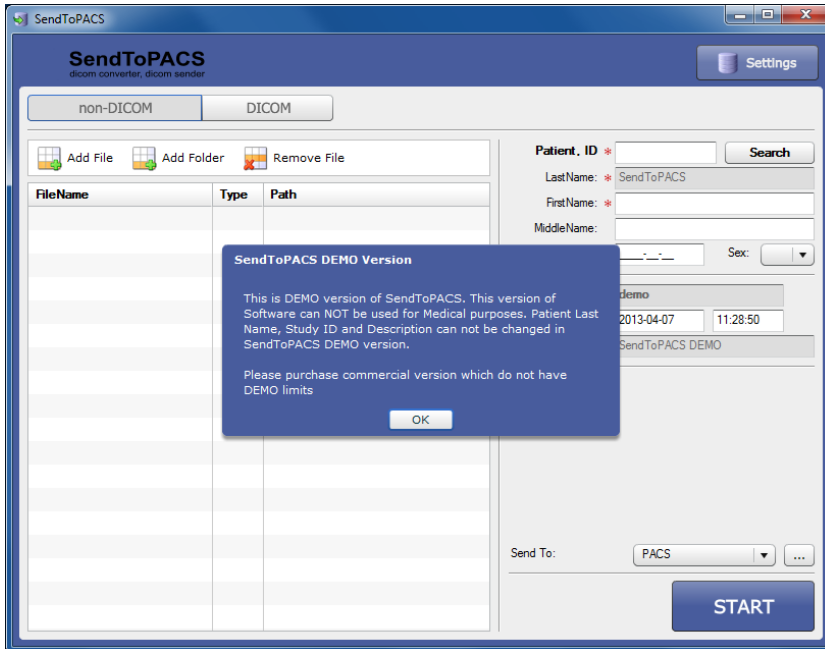 SendToPACS
SendToPACS
dicom converter, dicom sender
Settings
non-DICOM
DICOM
Add File
Add Folder
Remove File
FileName
Type
Path
Patient, ID *
Search
LastName: * SendToPACS
FirstName: *
MiddleName:
____-__-__
Sex:
demo
2013-04-07
11:28:50
SendToPACS DEMO
SendToPACS DEMO Version
This is DEMO version of SendToPACS. This version of
Software can NOT be used for Medical purposes. Patient Last
Name, Study ID and Description can not be changed in
SendToPACS DEMO version.
Please purchase commercial version which do not have
DEMO limits
OK
Send To:
PACS
...
START